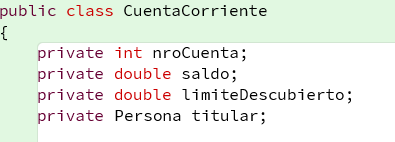 public class CuentaCorriente
{
private int nroCuenta;
private double saldo;
private double limiteDescubierto;
private Persona titular;